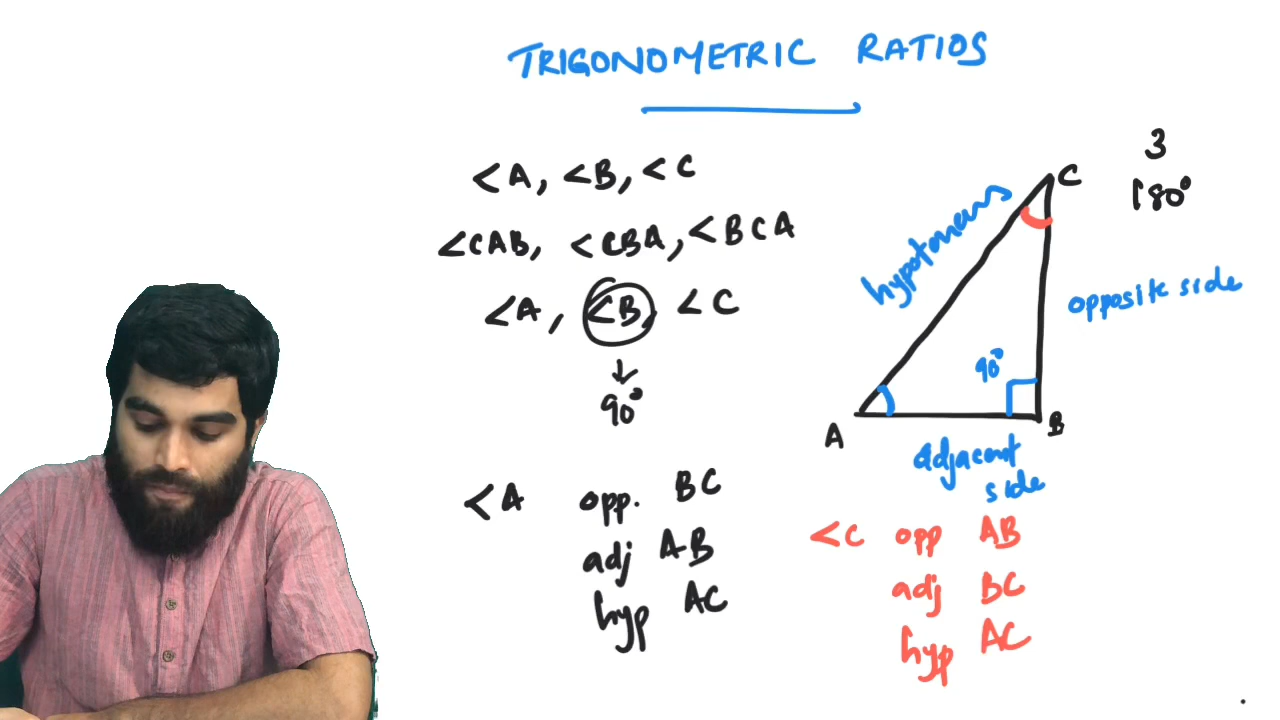 TRIGONOMETRIC RATIOS
<A, <B, <C
<CAB, <CBA, <BCA
<A, <B, <C
90°
<A opp. BC
adj AB
hyp AC
3
180°
C
hypotenuus
opposite side
90°
A
B
adjacent
side
<C opp AB
adj BC
hyp AC